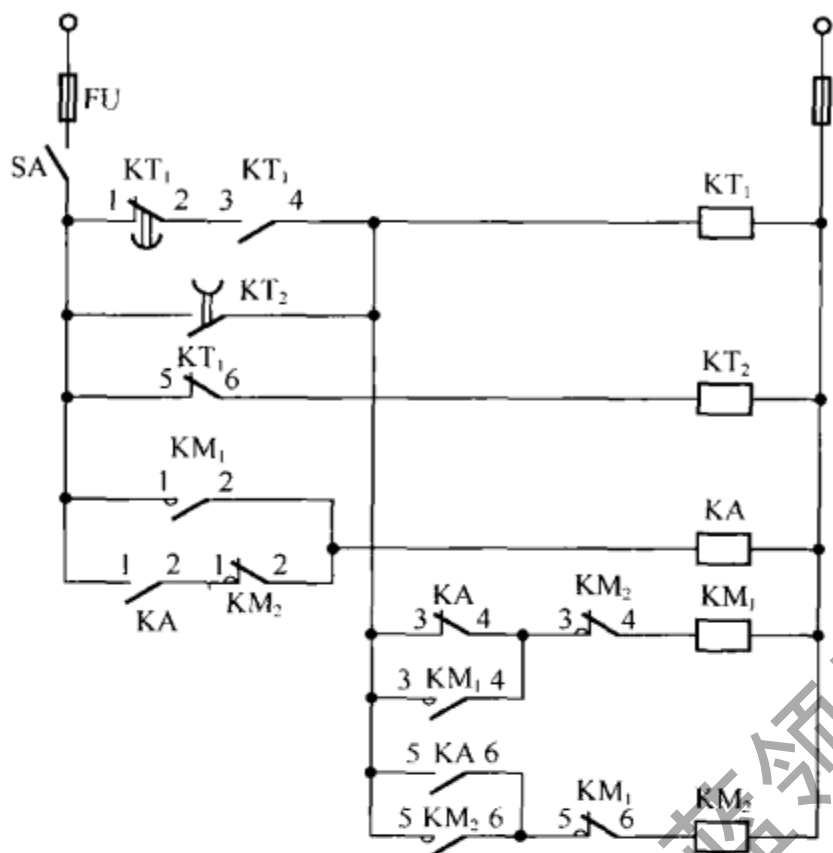 FU
SA
KT₁ KT₁
1 2 3 4 KT₁
KT₂
KT₁ KT₂
5 6
KM₁
1 2 KA
1 2 1 2
KA KM₂
KA KM₂ KM₁
3 4 3 4
3 KM₁ 4
5 KA 6
KM₁ KM₂
5 KM₂ 6 5 6
蓝领